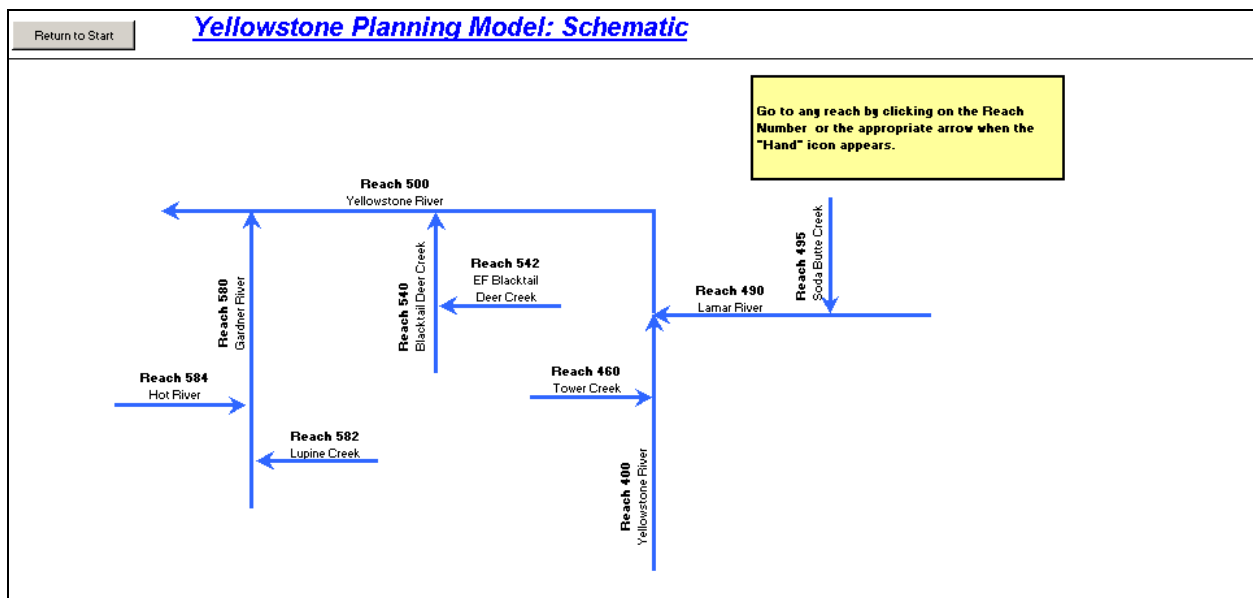 Return to Start
Yellowstone Planning Model: Schematic
Go to any reach by clicking on the Reach
Number or the appropriate arrow when the
"Hand" icon appears.
Reach 500
Yellowstone River
Reach 495
Soda Butte Creek
Reach 542
EF Blacktail
Deer Creek
Reach 540
Blacktail Deer Creek
Reach 580
Gardner River
Reach 490
Lamar River
Reach 584
Hot River
Reach 460
Tower Creek
Reach 582
Lupine Creek
Reach 400
Yellowstone River